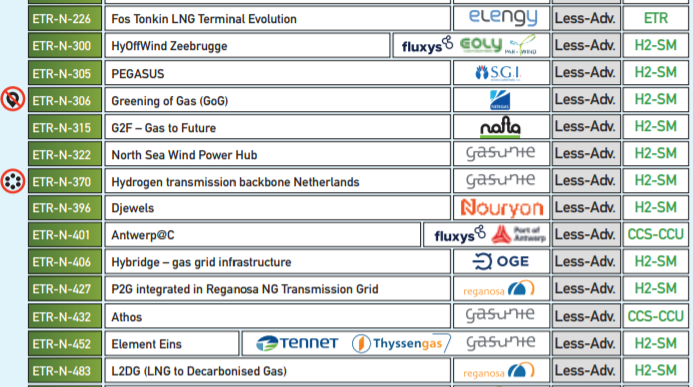 ETR-N-226 Fos Tonkin LNG Terminal Evolution elengy Less-Adv. ETR
ETR-N-300 HyOffWind Zeebrugge fluxys EOLY PARKWIND Less-Adv. H2-SM
ETR-N-305 PEGASUS S.G.I. Less-Adv. H2-SM
ETR-N-306 Greening of Gas (GoG) Less-Adv. H2-SM
ETR-N-315 G2F – Gas to Future nafta Less-Adv. H2-SM
ETR-N-322 North Sea Wind Power Hub gasunie Less-Adv. H2-SM
ETR-N-370 Hydrogen transmission backbone Netherlands gasunie Less-Adv. H2-SM
ETR-N-396 Djewels Nouryon Less-Adv. H2-SM
ETR-N-401 Antwerp@C fluxys Port of Antwerp Less-Adv. CCS-CCU
ETR-N-406 Hybridge – gas grid infrastructure OGE Less-Adv. H2-SM
ETR-N-427 P2G integrated in Reganosa NG Transmission Grid reganosa Less-Adv. H2-SM
ETR-N-432 Athos gasunie Less-Adv. CCS-CCU
ETR-N-452 Element Eins TENNET Thyssengas gasunie Less-Adv. H2-SM
ETR-N-483 L2DG (LNG to Decarbonised Gas) reganosa Less-Adv. H2-SM